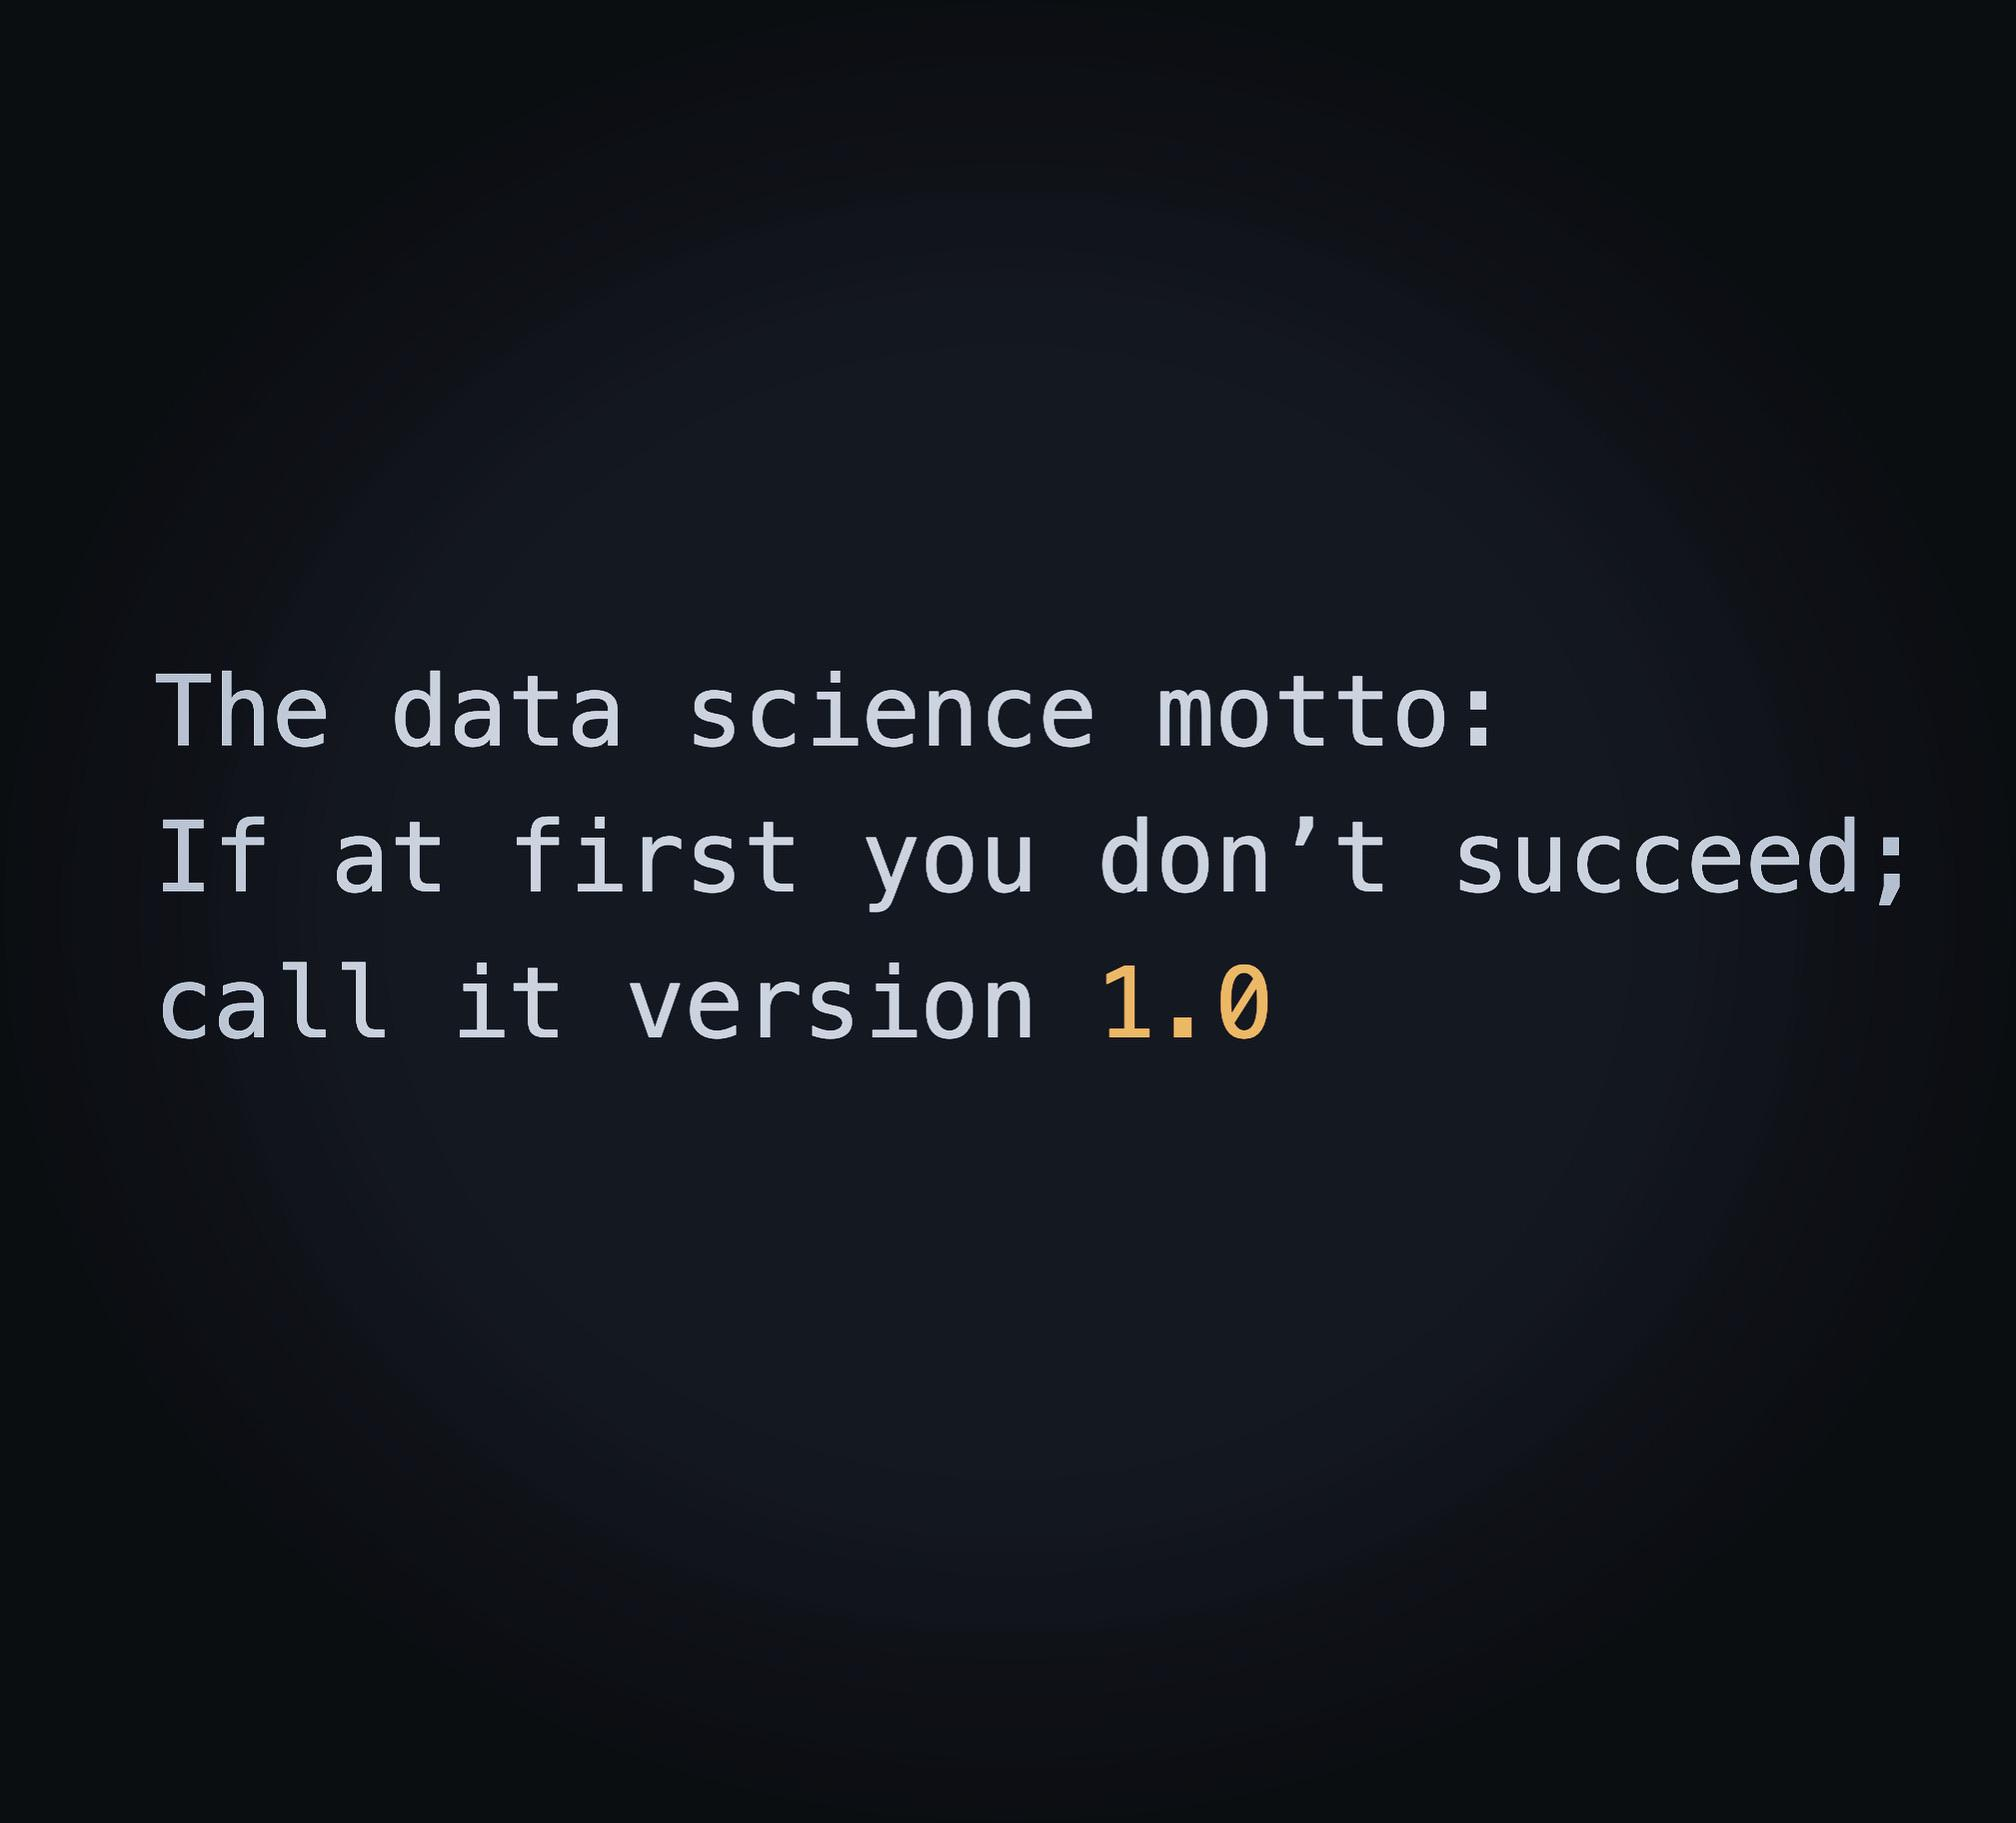 The data science motto:
If at first you don’t succeed;
call it version 1.0